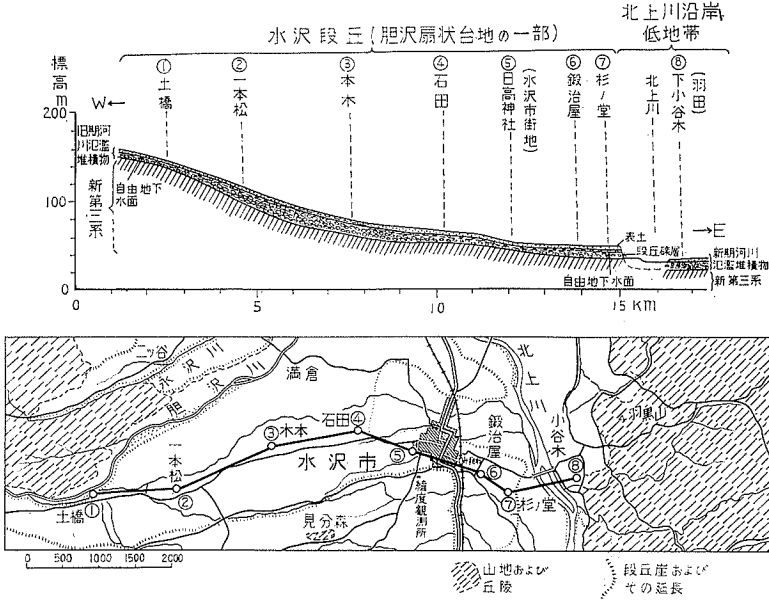 水沢段丘(胆沢扇状台地の一部)
北上川沿岸
低地帯
標高m
W←
①土橋
②一本松
③本木
④石田
⑤日高神社
(水沢市街地)
⑥鍛治屋
⑦杉ノ堂
北上川
⑧下小谷木
(羽田)
200
旧期河
川氾濫
堆積物
新第三系
自由地下
水面
100
0
→E
表土
段丘礫層
新期河川
氾濫堆積物
新第三系
自由地下水面
0
5
10
15 KM
二ッ谷
永沢川
胆沢川
満倉
北上川
羽黒山
石田④
③木本
一本松
水沢市
鍛治屋
小谷木
⑤
⑥
⑧
①
②
⑦杉ノ堂
土橋
見分森
緯度観測所
0 500 1000 1500 2000
山地および
丘陵
段丘崖および
その延長